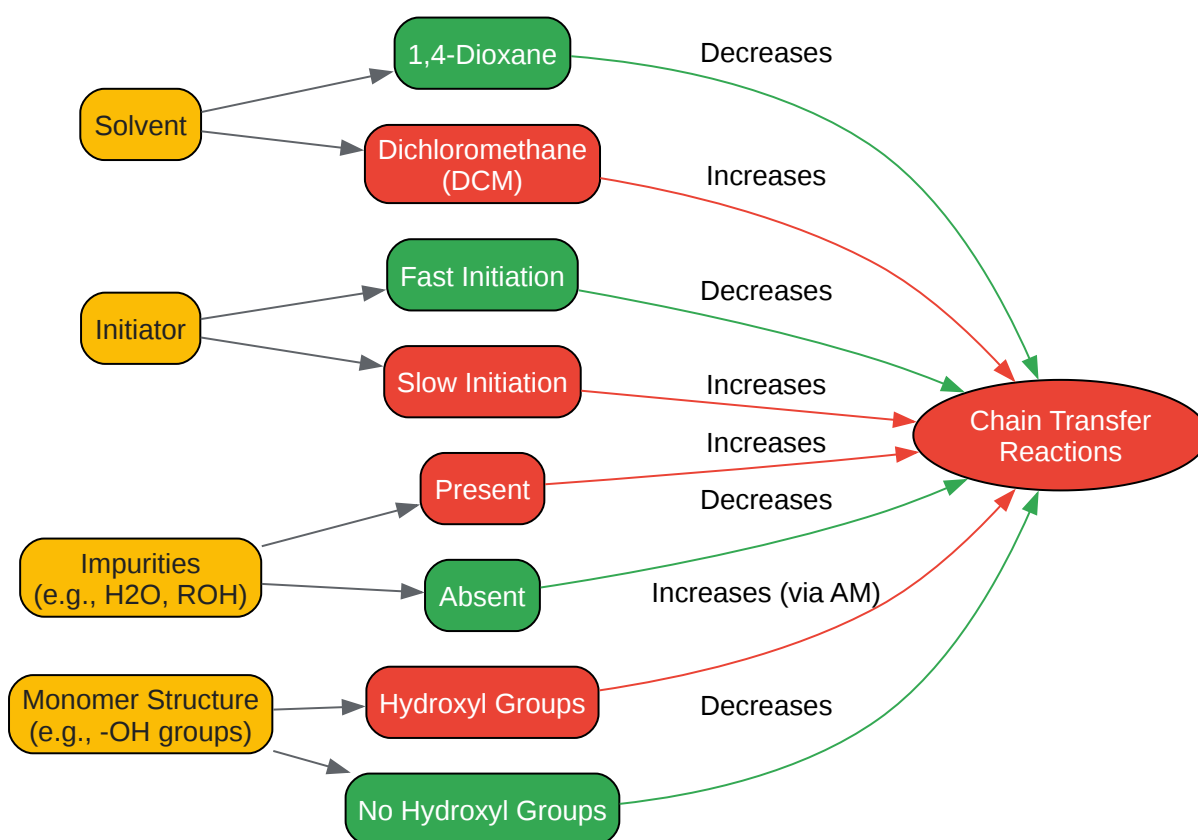 1,4-Dioxane
Decreases
Solvent
Dichloromethane
(DCM)
Increases
Fast Initiation
Decreases
Initiator
Slow Initiation
Increases
Chain Transfer
Reactions
Increases
Present
Decreases
Impurities
(e.g., H2O, ROH)
Absent
Increases (via AM)
Monomer Structure
(e.g., -OH groups)
Hydroxyl Groups
Decreases
No Hydroxyl Groups